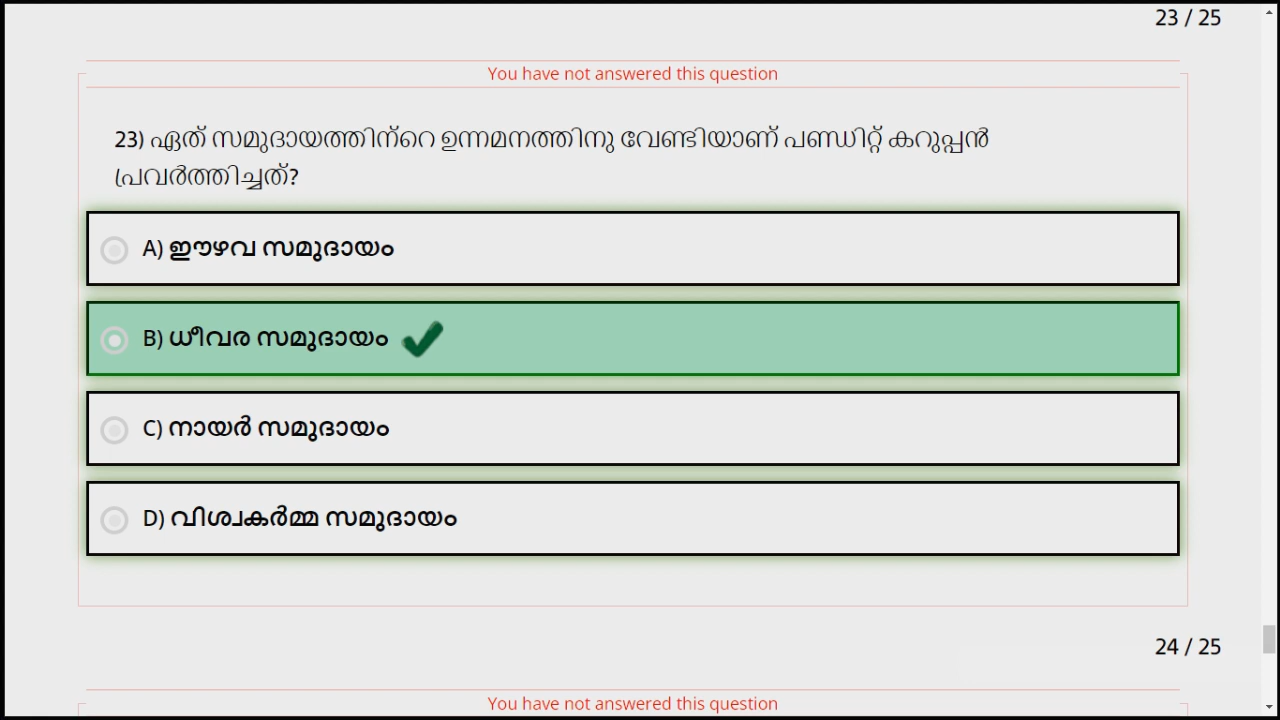 23 / 25
You have not answered this question
23) ഏത് സമുദായത്തിന്റെ ഉന്നമനത്തിനു വേണ്ടിയാണ് പണ്ഡിറ്റ് കറുപ്പൻ
പ്രവർത്തിച്ചത്?
A) ഈഴവ സമുദായം
B) ധീവര സമുദായം
C) നായർ സമുദായം
D) വിശ്വകർമ്മ സമുദായം
24 / 25
You have not answered this question